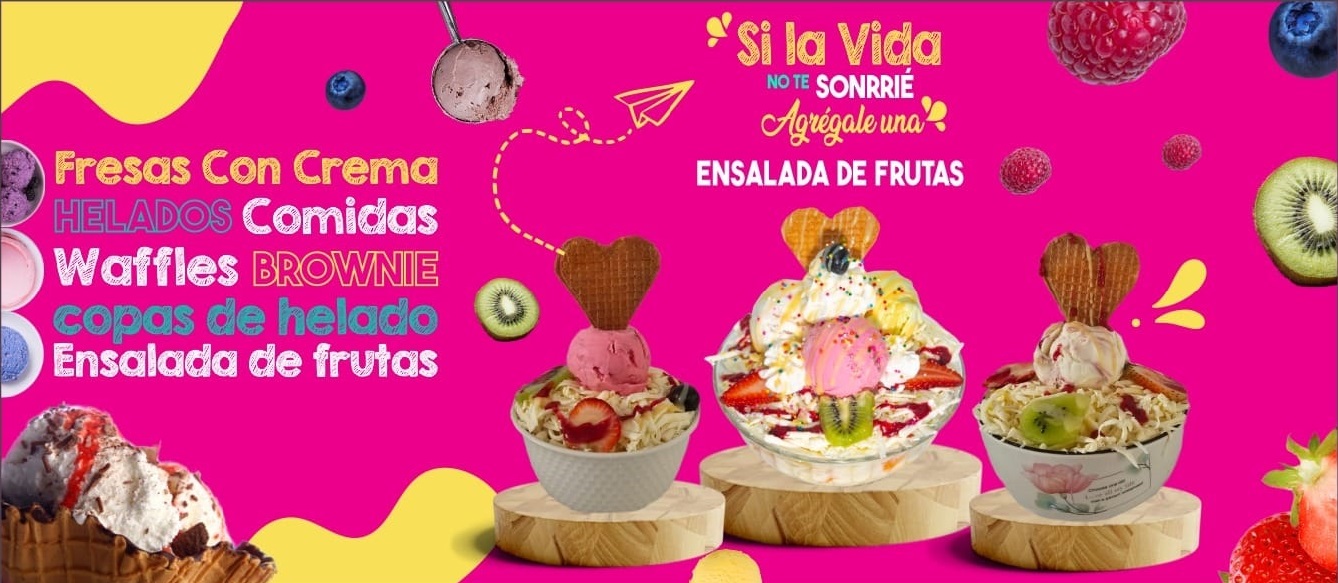 Si la Vida
NO TE SONRRIÉ
Agrégale una
ENSALADA DE FRUTAS
Fresas Con Crema
HELADOS Comidas
Waffles BROWNIE
copas de helado
Ensalada de frutas